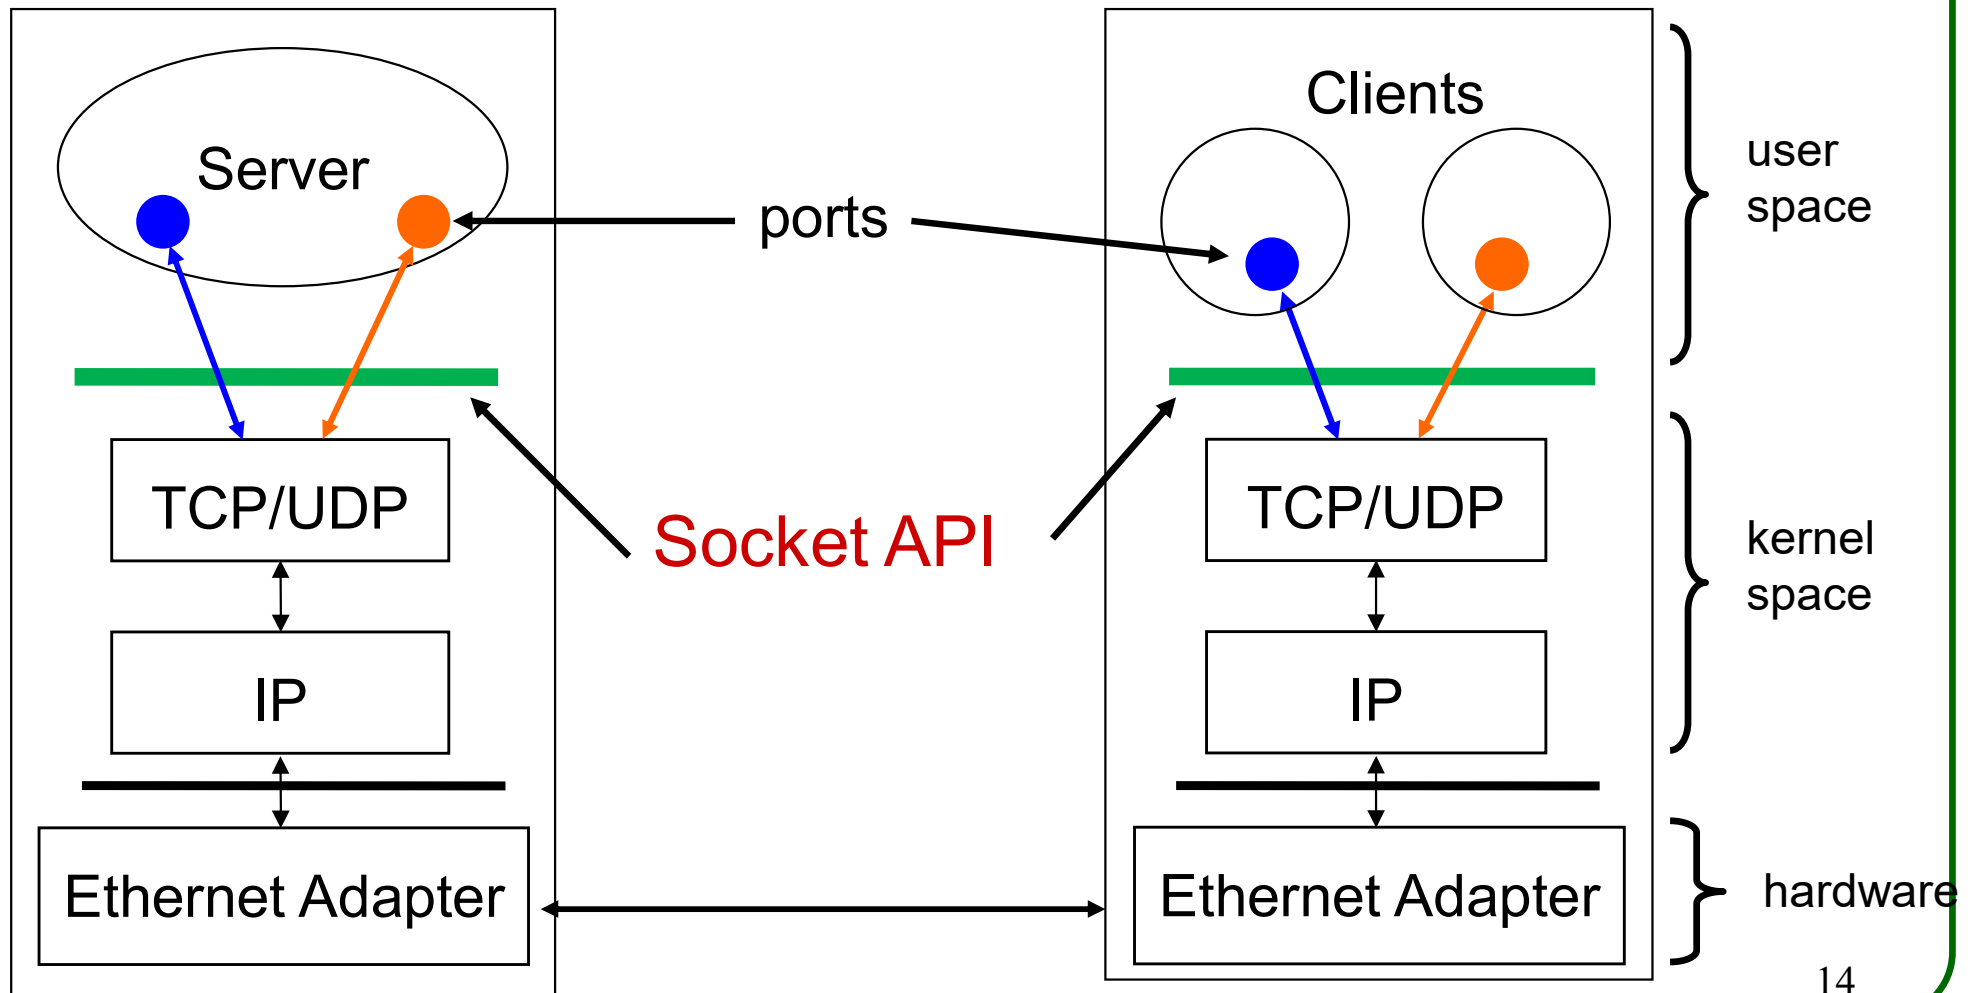 Server
Clients
ports
user
space
TCP/UDP
Socket API
TCP/UDP
kernel
space
IP
IP
Ethernet Adapter
Ethernet Adapter
hardware
14